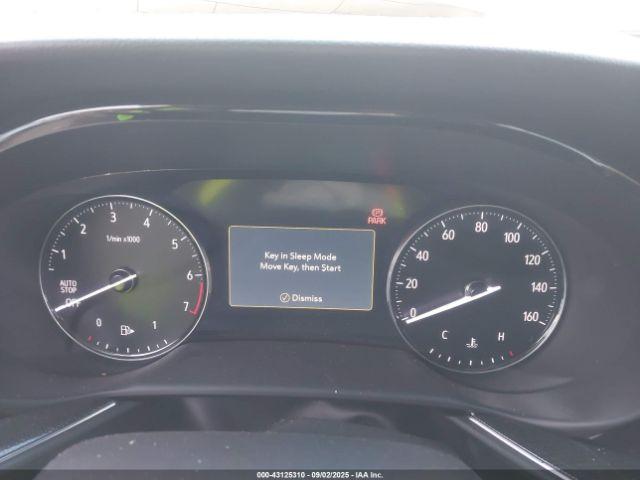 1/min x1000
1
2
3
4
5
6
7
AUTO
STOP
OFF
0
1
P
PARK
Key in Sleep Mode
Move Key, then Start
Dismiss
0
20
40
60
80
100
120
140
160
C
H
000-43125310 - 09/02/2025 - IAA Inc.